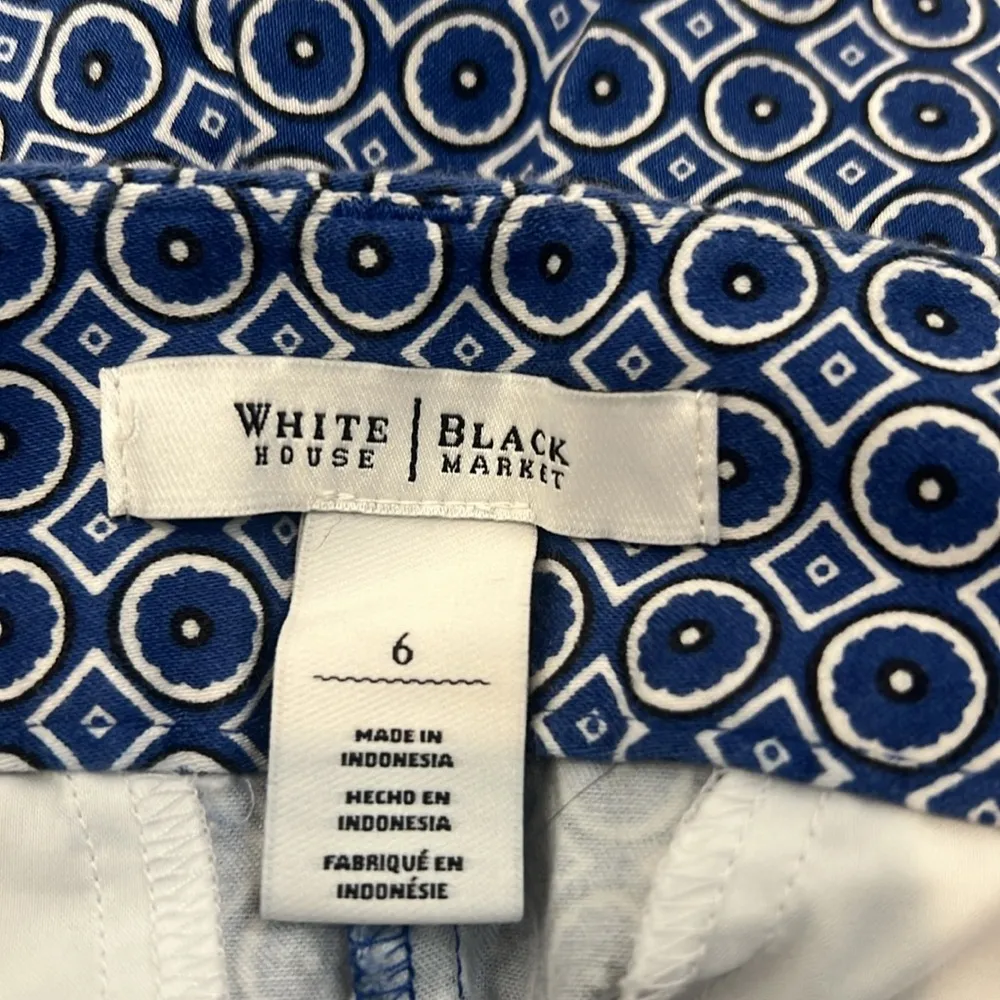 WHITE | BLACK
HOUSE | MARKET
6
MADE IN
INDONESIA
HECHO EN
INDONESIA
FABRIQUÉ EN
INDONÉSIE